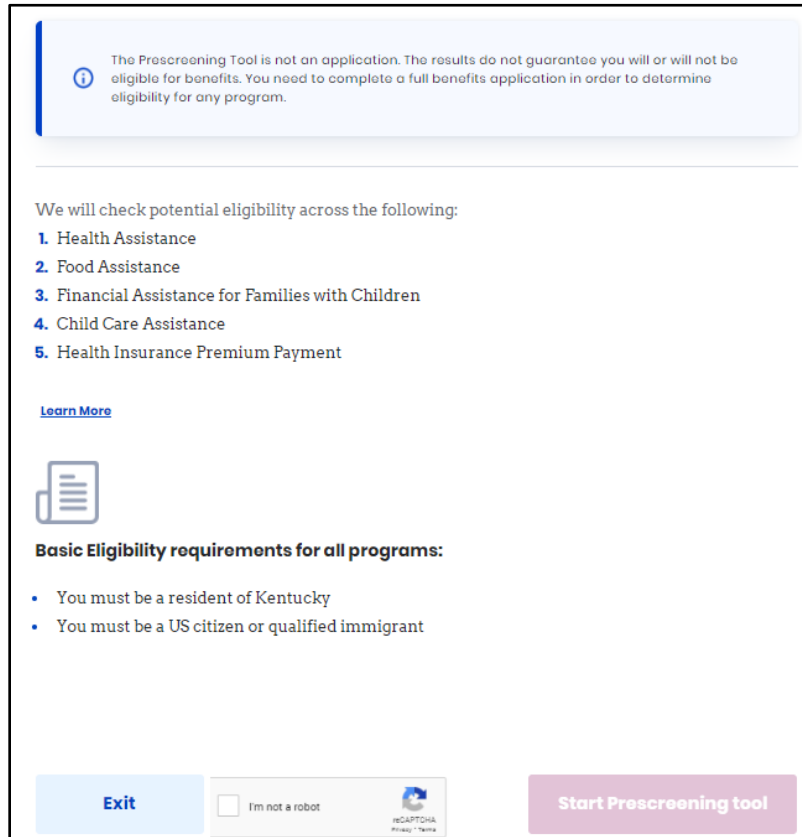 The Prescreening Tool is not an application. The results do not guarantee you will or will not be
eligible for benefits. You need to complete a full benefits application in order to determine
eligibility for any program.
We will check potential eligibility across the following:
1. Health Assistance
2. Food Assistance
3. Financial Assistance for Families with Children
4. Child Care Assistance
5. Health Insurance Premium Payment
Learn More
Basic Eligibility requirements for all programs:
• You must be a resident of Kentucky
• You must be a US citizen or qualified immigrant
Exit
I'm not a robot
reCAPTCHA
Privacy * Terms
Start Prescreening tool